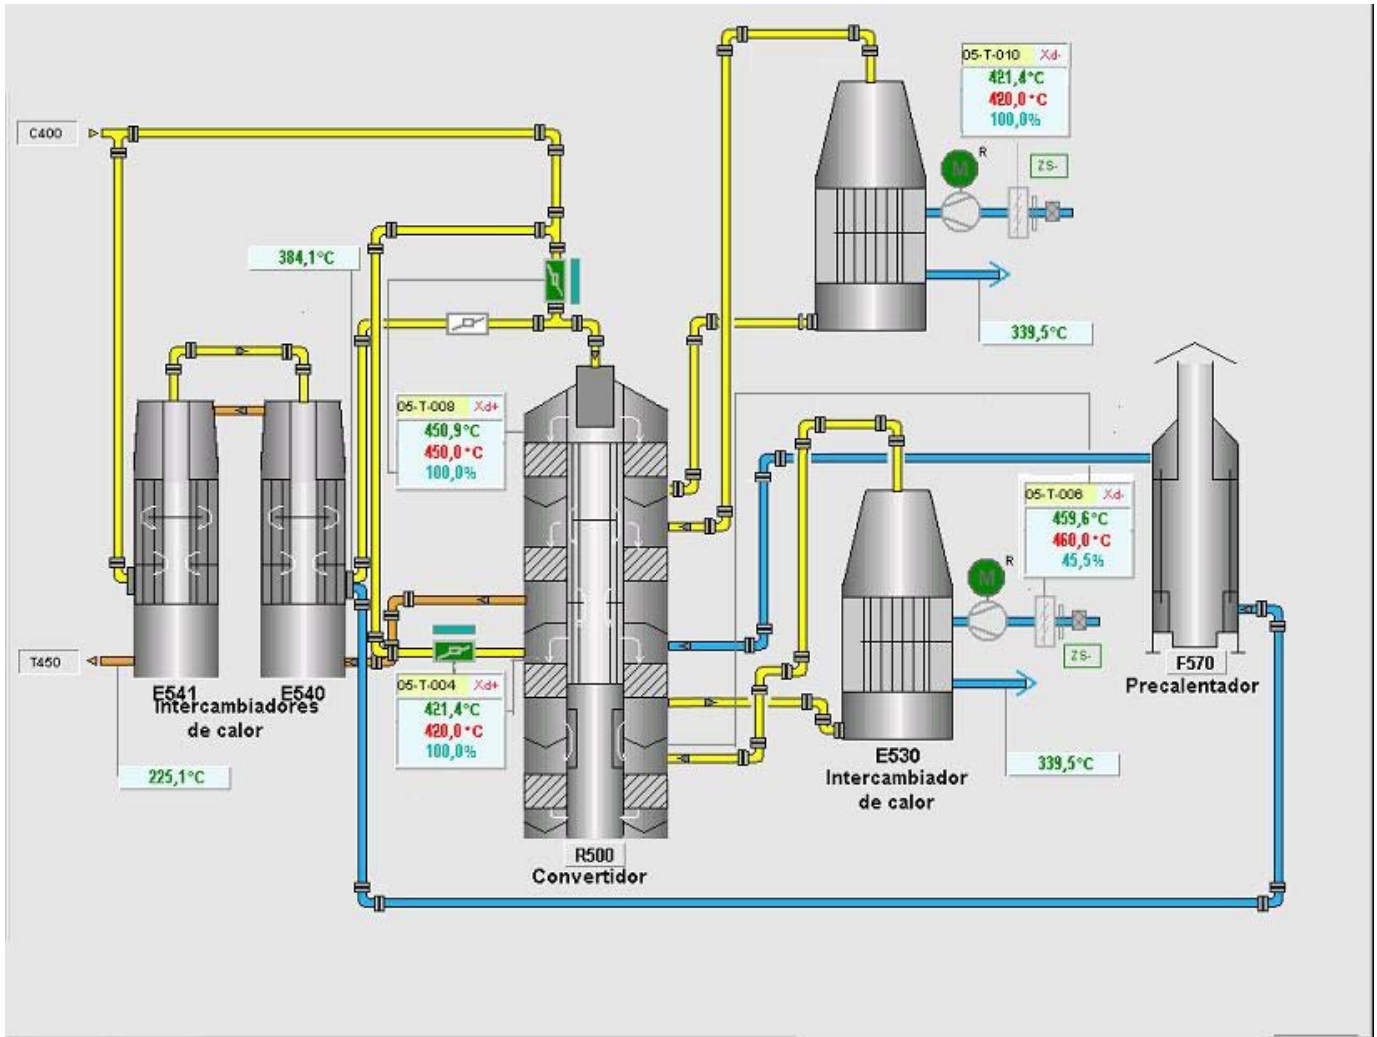 05-T-010 Xd-
421,4°C
420,0°C
100,0%
C400
R
M
ZS-
384,1°C
339,5°C
05-T-008 Xd+
450,9°C
450,0°C
100,0%
05-T-006 Xd-
459,6°C
460,0°C
45,5%
R
M
ZS-
T450
E541
E540
Intercambiadores
de calor
05-T-004 Xd+
421,4°C
420,0°C
100,0%
F570
Precalentador
225,1°C
E530
Intercambiador
de calor
339,5°C
R500
Convertidor